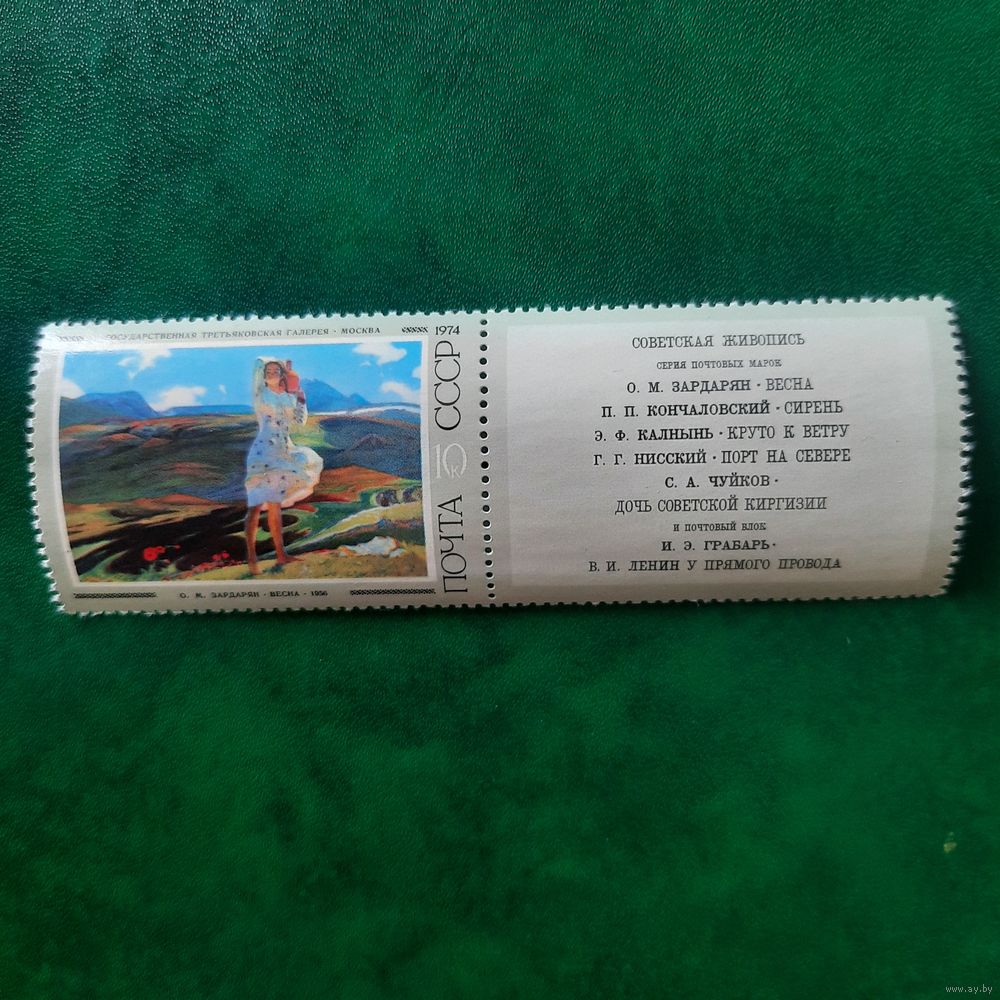 ГОСУДАРСТВЕННАЯ ТРЕТЬЯКОВСКАЯ ГАЛЕРЕЯ · МОСКВА
1974
ПОЧТА 10 К СССР
О. М. ЗАРДАРЯН · ВЕСНА · 1956
СОВЕТСКАЯ ЖИВОПИСЬ
СЕРИЯ ПОЧТОВЫХ МАРОК
О. М. ЗАРДАРЯН · ВЕСНА
П. П. КОНЧАЛОВСКИЙ · СИРЕНЬ
Э. Ф. КАЛНЫНЬ · КРУТО К ВЕТРУ
Г. Г. НИССКИЙ · ПОРТ НА СЕВЕРЕ
С. А. ЧУЙКОВ ·
ДОЧЬ СОВЕТСКОЙ КИРГИЗИИ
И ПОЧТОВЫЙ БЛОК
И. Э. ГРАБАРЬ ·
В. И. ЛЕНИН У ПРЯМОГО ПРОВОДА
www.ay.by